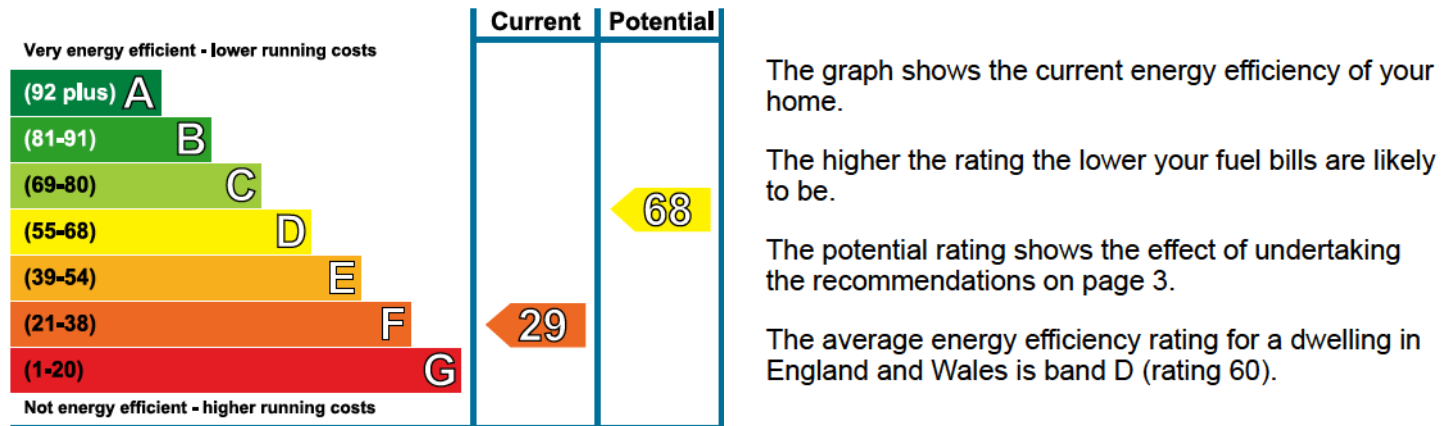 Current Potential
Very energy efficient - lower running costs
(92 plus) A
(81-91) B
(69-80) C
(55-68) D
(39-54) E
(21-38) F
(1-20) G
Not energy efficient - higher running costs
68
29
The graph shows the current energy efficiency of your
home.
The higher the rating the lower your fuel bills are likely
to be.
The potential rating shows the effect of undertaking
the recommendations on page 3.
The average energy efficiency rating for a dwelling in
England and Wales is band D (rating 60).